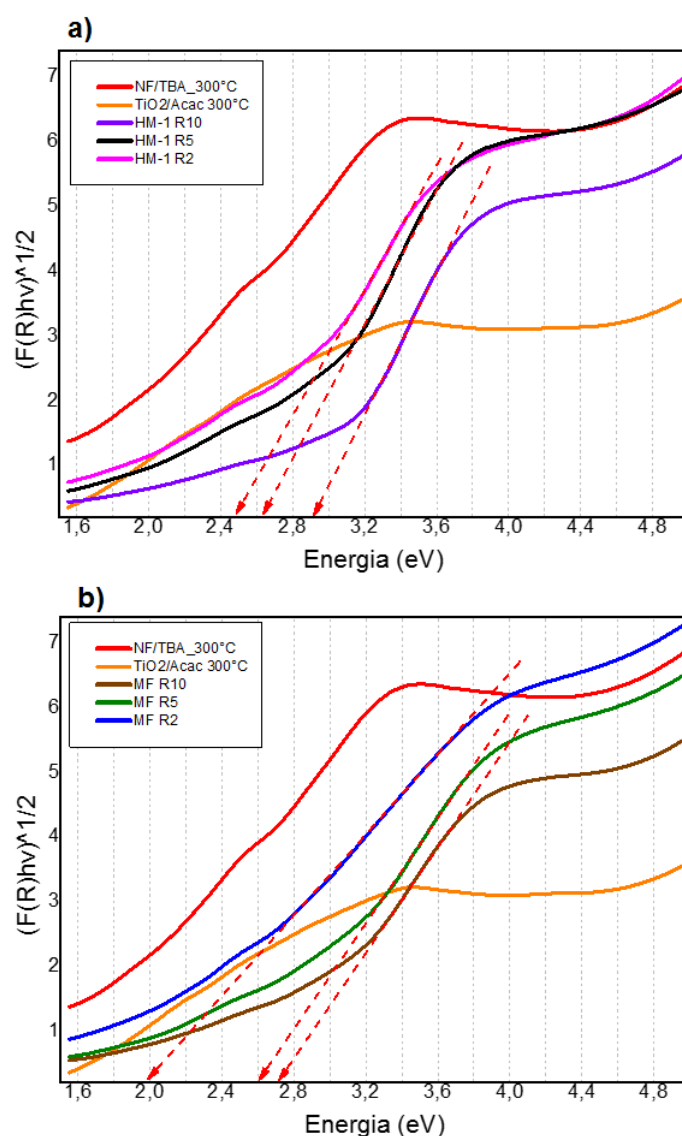 a)
NF/TBA_300°C
TiO2/Acac 300°C
HM-1 R10
HM-1 R5
HM-1 R2
(F(R)hv)^1/2
7
6
5
4
3
2
1
1,6 2,0 2,4 2,8 3,2 3,6 4,0 4,4 4,8
Energia (eV)
b)
NF/TBA_300°C
TiO2/Acac 300°C
MF R10
MF R5
MF R2
(F(R)hv)^1/2
7
6
5
4
3
2
1
1,6 2,0 2,4 2,8 3,2 3,6 4,0 4,4 4,8
Energia (eV)